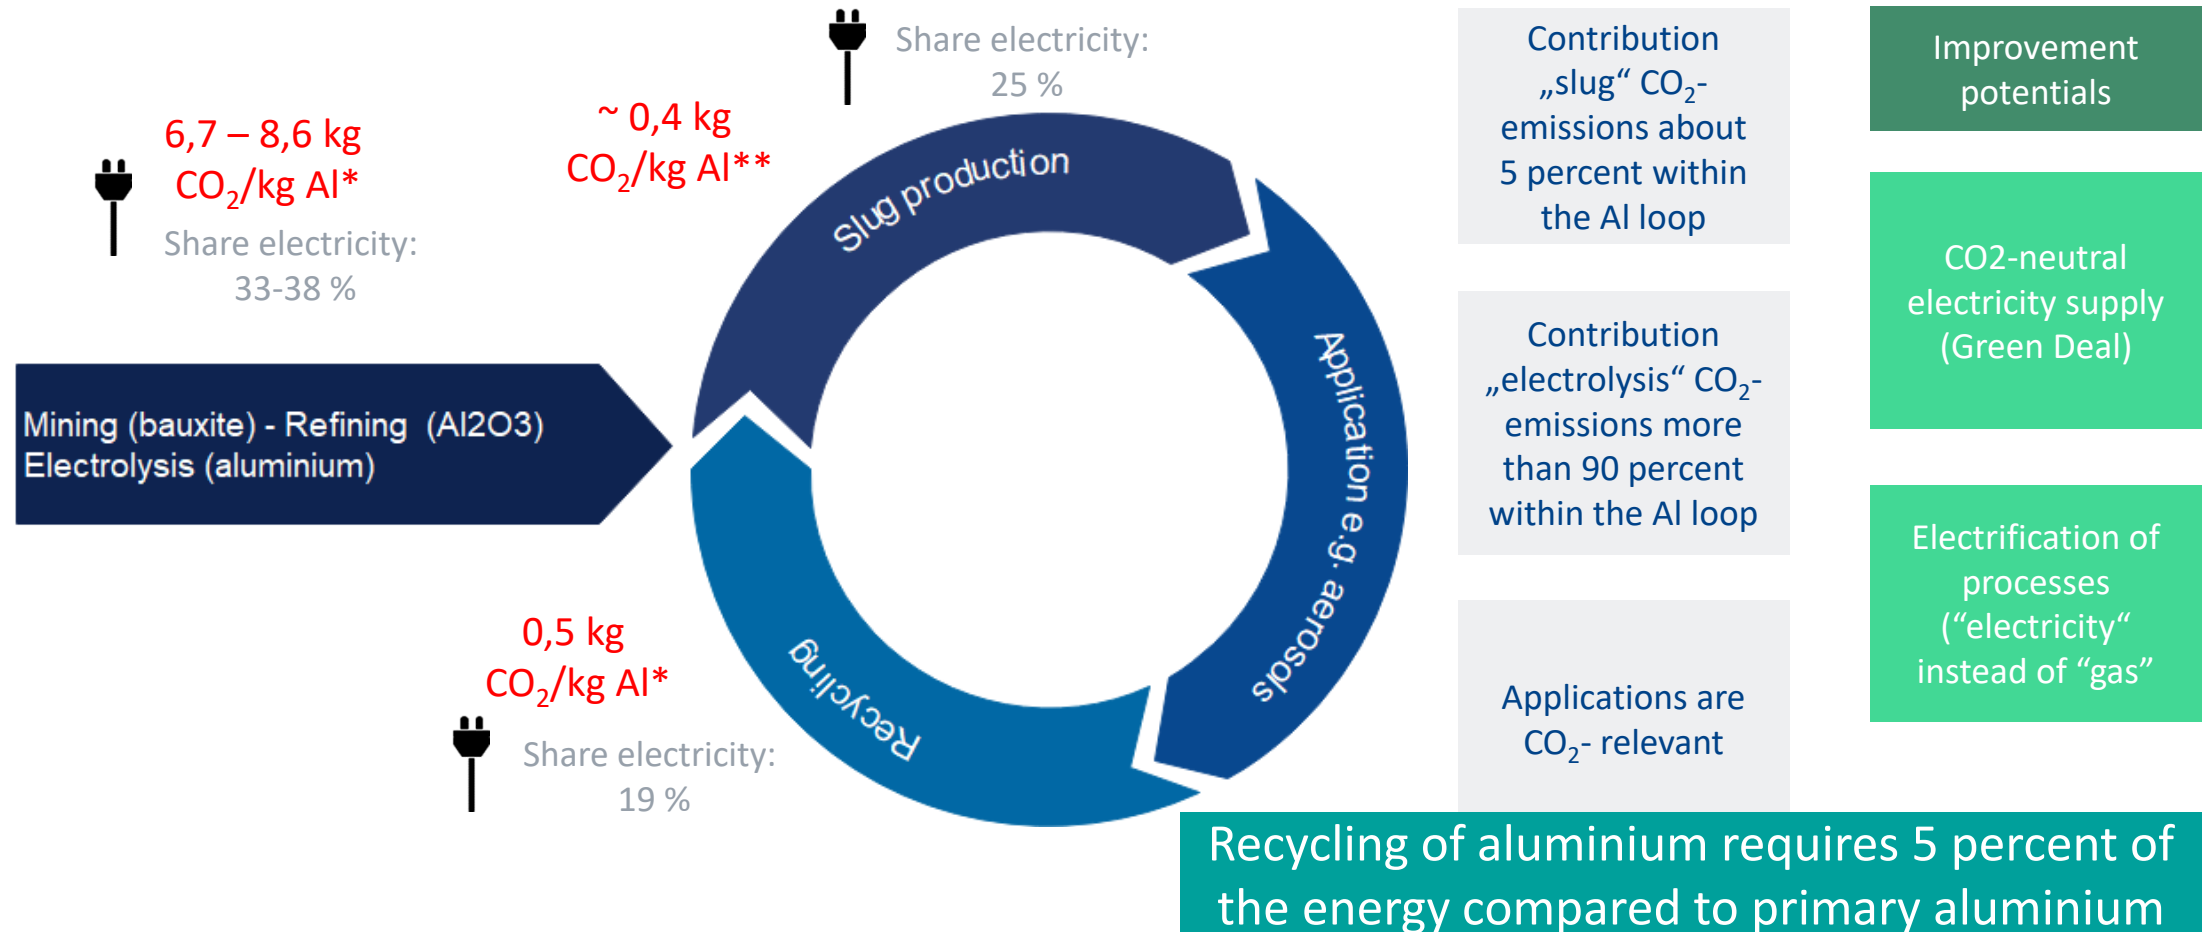 Share electricity:
25 %
~ 0,4 kg
CO₂/kg Al**
6,7 – 8,6 kg
CO₂/kg Al*
Share electricity:
33-38 %
Mining (bauxite) - Refining (Al2O3)
Electrolysis (aluminium)
Slug production
Application e.g. aerosols
Recycling
0,5 kg
CO₂/kg Al*
Share electricity:
19 %
Contribution
„slug“ CO₂-
emissions about
5 percent within
the Al loop
Contribution
„electrolysis“ CO₂-
emissions more
than 90 percent
within the Al loop
Applications are
CO₂- relevant
Improvement
potentials
CO2-neutral
electricity supply
(Green Deal)
Electrification of
processes
(“electricity“
instead of “gas”
Recycling of aluminium requires 5 percent of
the energy compared to primary aluminium